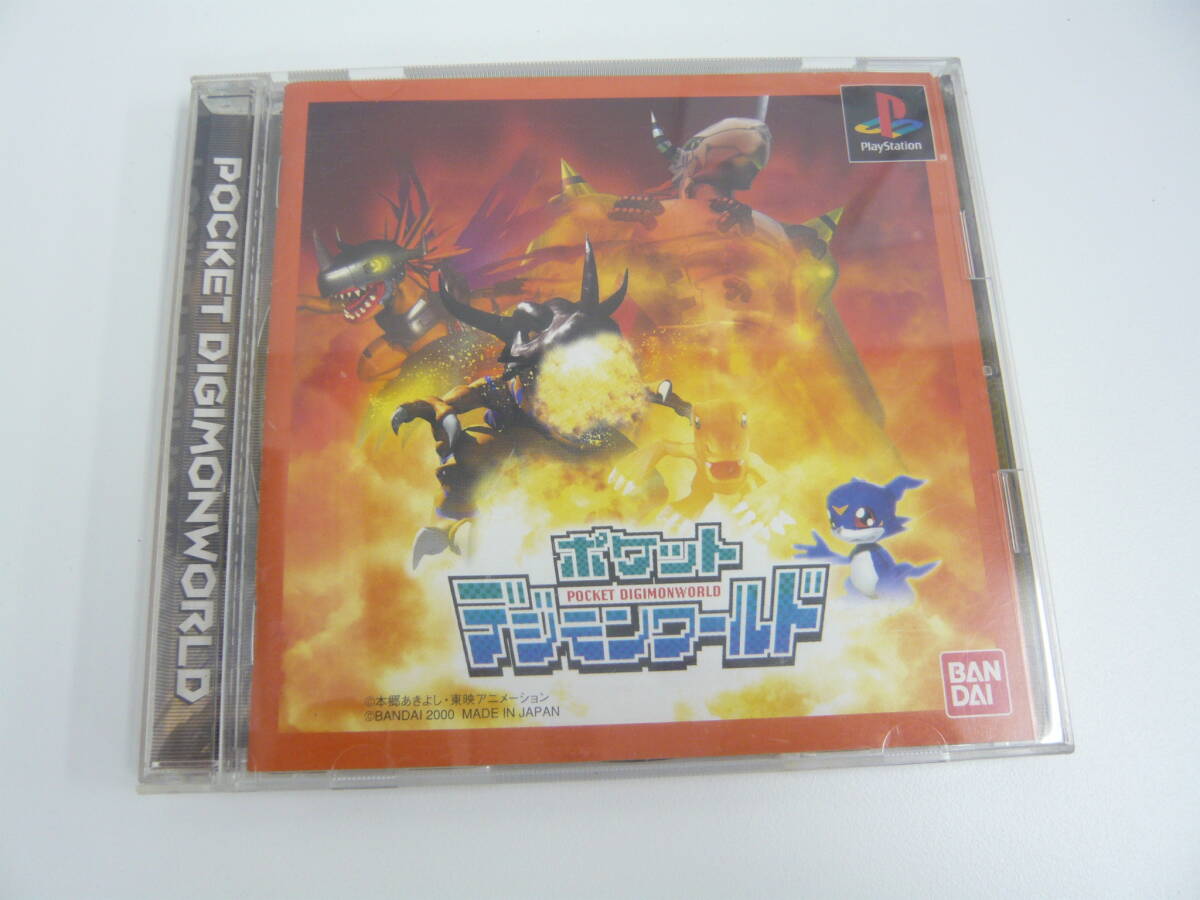 POCKET DIGIMONWORLD
PlayStation
ポケット
POCKET DIGIMONWORLD
デジモンワールド
©本郷あきよし・東映アニメーション
©BANDAI 2000 MADE IN JAPAN
BAN
DAI